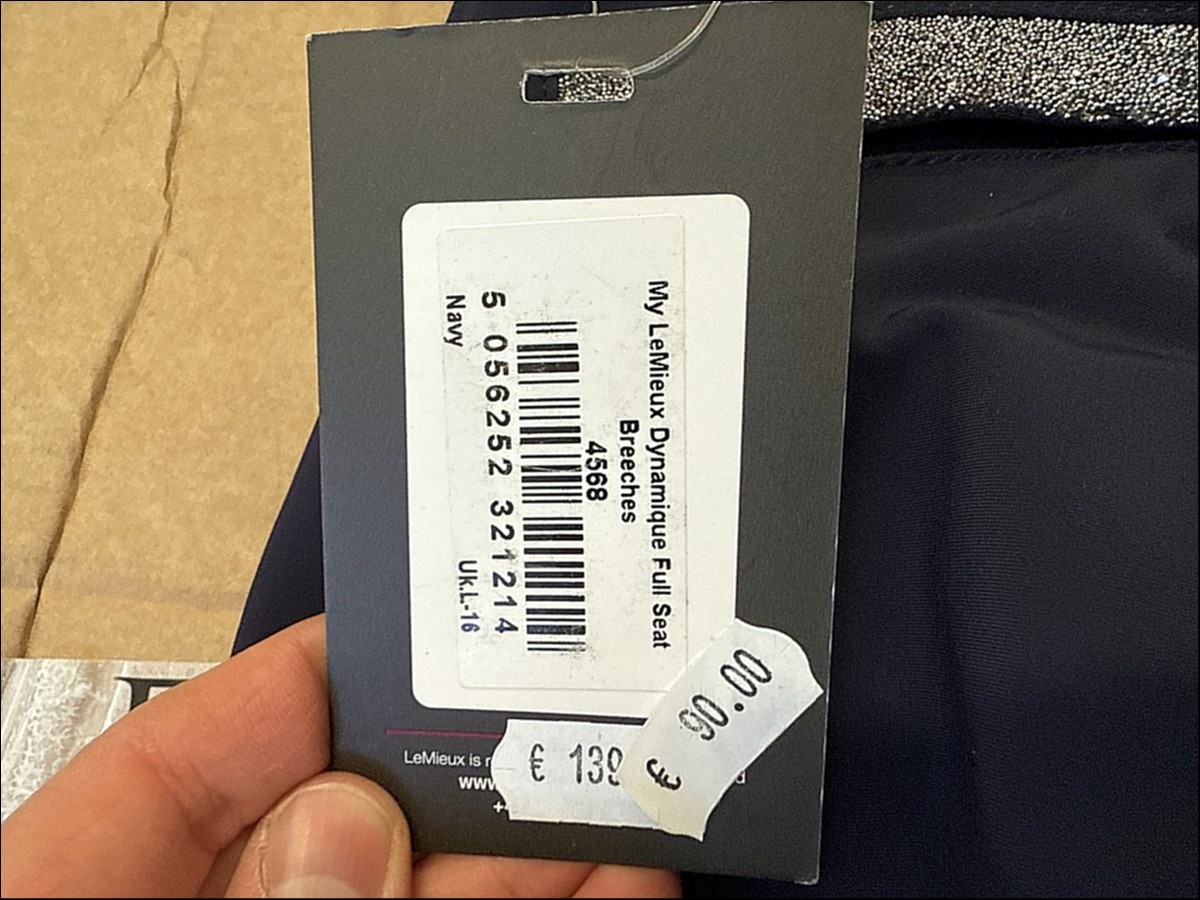 My LeMieux Dynamique Full Seat
Breeches
4568
5 056252 321214
Navy
Uk.L-16
LeMieux is
www
€ 139
€ 90.00